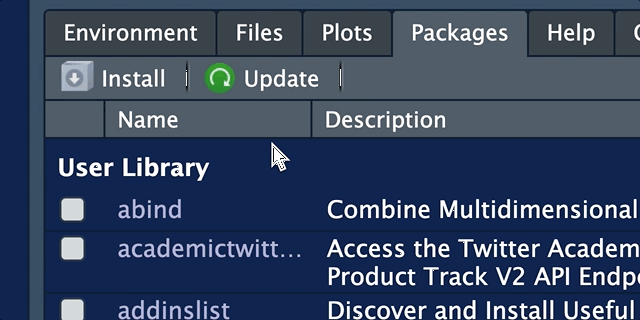 Environment Files Plots Packages Help
Install Update
Name Description
User Library
abind Combine Multidimensional
academictwitt... Access the Twitter Academ
Product Track V2 API Endp
addinslist Discover and Install Useful